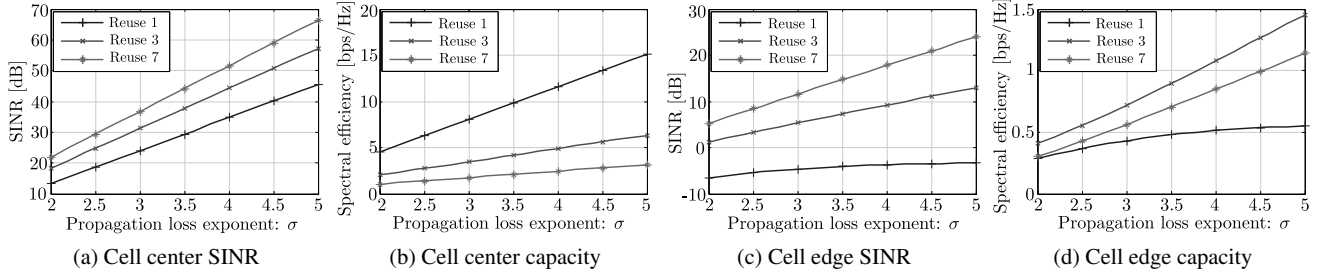 SINR [dB]
70
60
50
40
30
20
10
Reuse 1
Reuse 3
Reuse 7
2 2.5 3 3.5 4 4.5 5
Propagation loss exponent: σ
(a) Cell center SINR
Spectral efficiency [bps/Hz]
20
15
10
5
0
Reuse 1
Reuse 3
Reuse 7
2 2.5 3 3.5 4 4.5 5
Propagation loss exponent: σ
(b) Cell center capacity
SINR [dB]
30
20
10
0
-10
Reuse 1
Reuse 3
Reuse 7
2 2.5 3 3.5 4 4.5 5
Propagation loss exponent: σ
(c) Cell edge SINR
Spectral efficiency [bps/Hz]
1.5
1
0.5
0
Reuse 1
Reuse 3
Reuse 7
2 2.5 3 3.5 4 4.5 5
Propagation loss exponent: σ
(d) Cell edge capacity